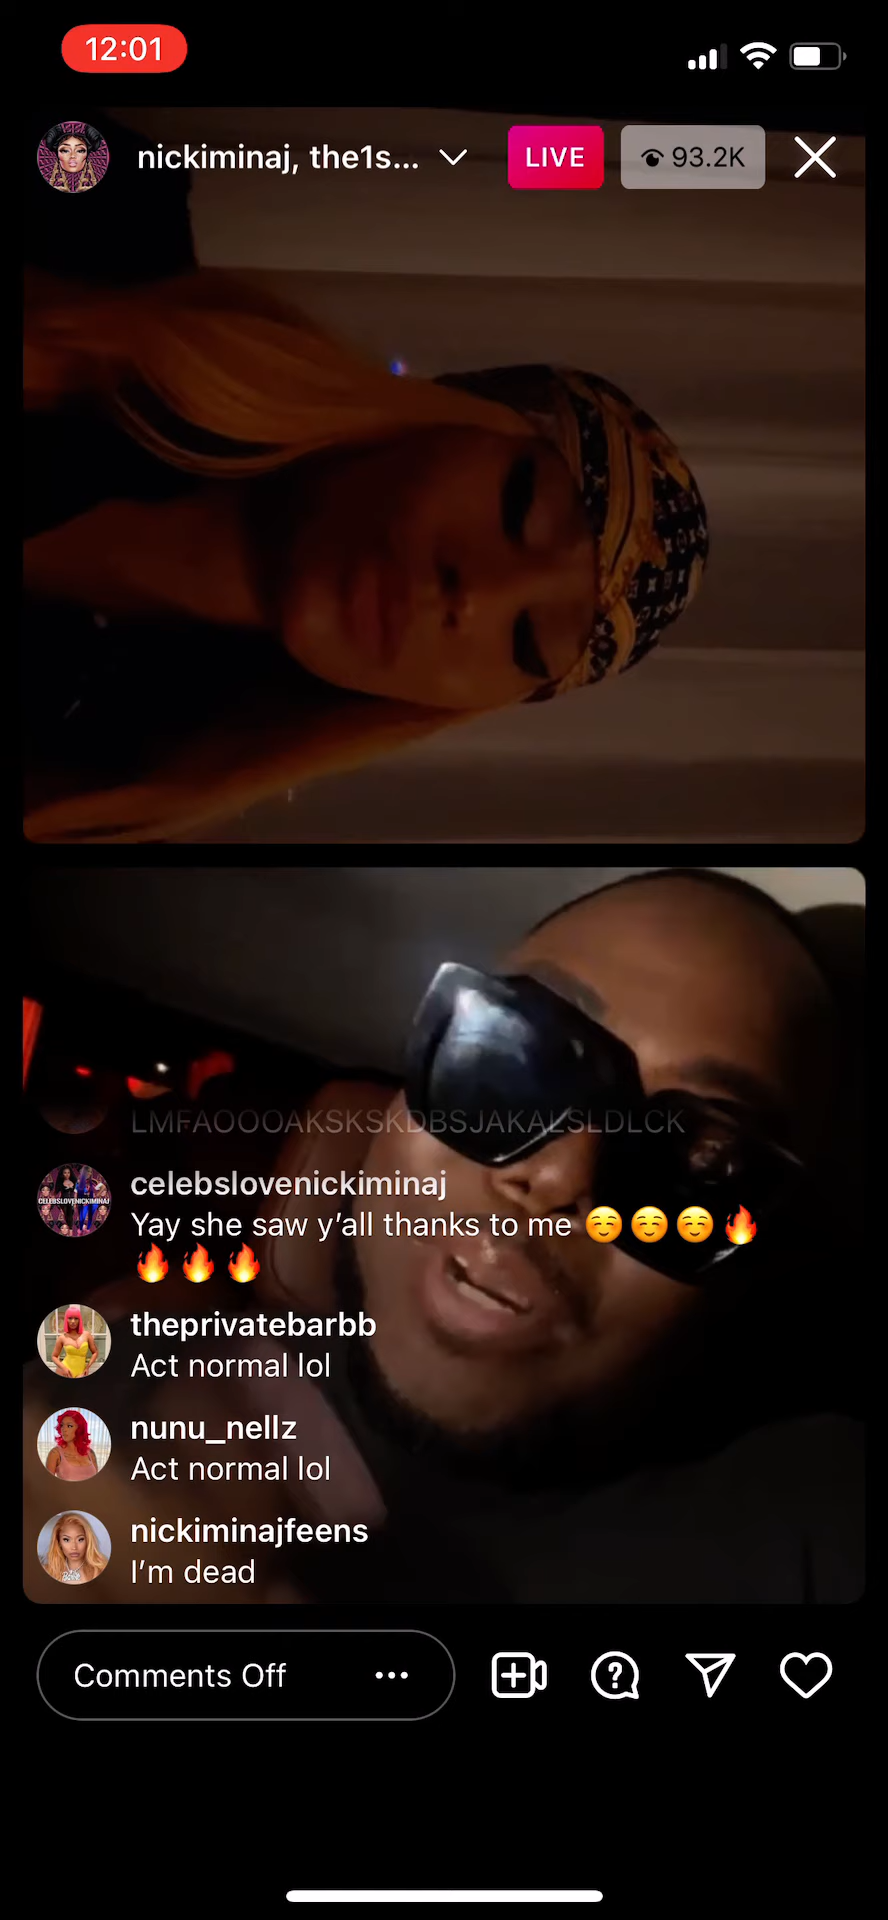 12:01
nickiminaj, the1s...
LIVE
93.2K
LMFAOOOAKSKSKDBSJAKALSLDLCK
CELEBSLOVENICKIMINAJ
celebslovenickiminaj
Yay she saw y’all thanks to me ☺️☺️☺️🔥
🔥🔥🔥
theprivatebarbb
Act normal lol
nunu_nellz
Act normal lol
nickiminajfeens
I’m dead
Comments Off